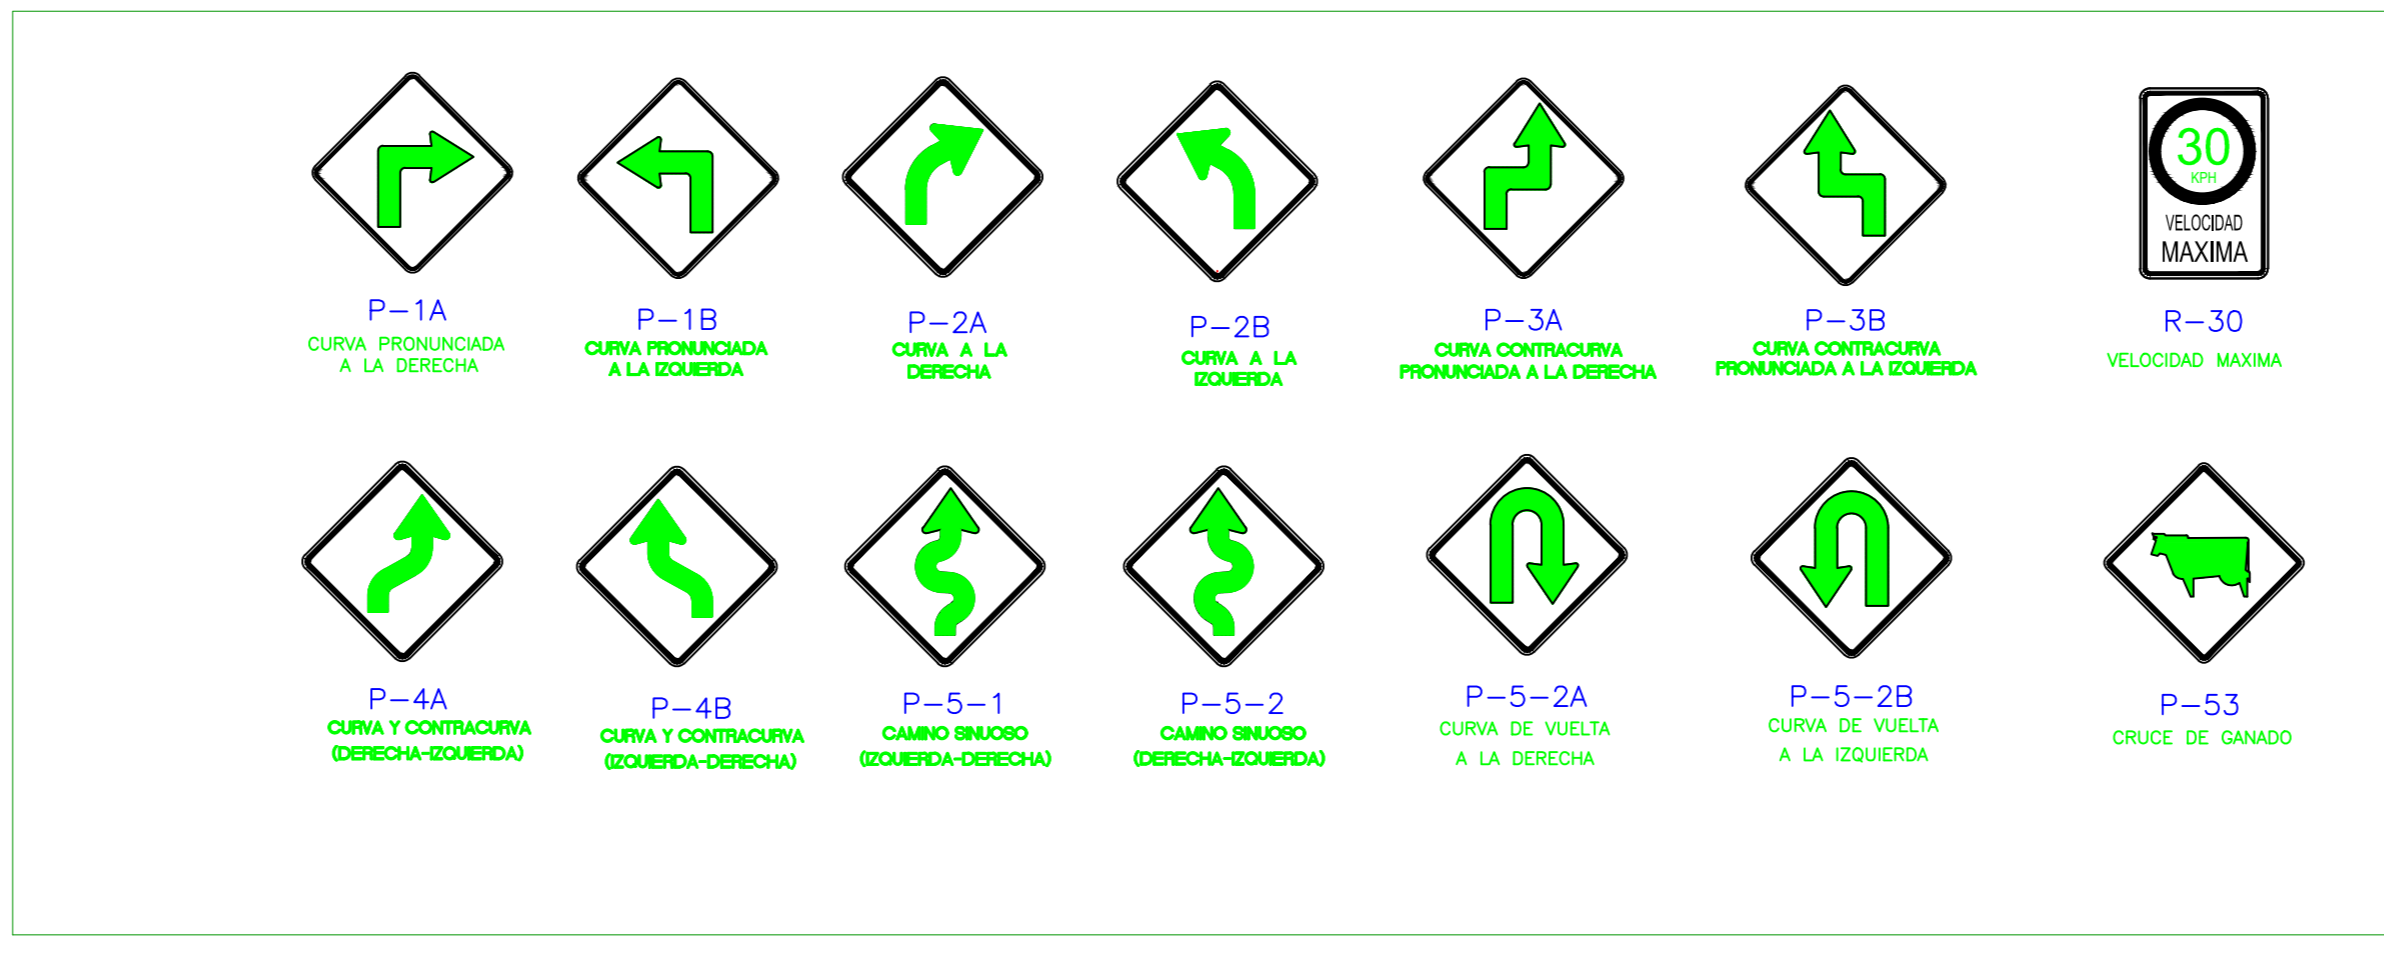 30
KPH
VELOCIDAD
MAXIMA
P-1A
CURVA PRONUNCIADA
A LA DERECHA
P-1B
CURVA PRONUNCIADA
A LA IZQUIERDA
P-2A
CURVA A LA
DERECHA
P-2B
CURVA A LA
IZQUIERDA
P-3A
CURVA CONTRACURVA
PRONUNCIADA A LA DERECHA
P-3B
CURVA CONTRACURVA
PRONUNCIADA A LA IZQUIERDA
R-30
VELOCIDAD MAXIMA
P-4A
CURVA Y CONTRACURVA
(DERECHA-IZQUIERDA)
P-4B
CURVA Y CONTRACURVA
(IZQUIERDA-DERECHA)
P-5-1
CAMINO SINUOSO
(IZQUIERDA-DERECHA)
P-5-2
CAMINO SINUOSO
(DERECHA-IZQUIERDA)
P-5-2A
CURVA DE VUELTA
A LA DERECHA
P-5-2B
CURVA DE VUELTA
A LA IZQUIERDA
P-53
CRUCE DE GANADO